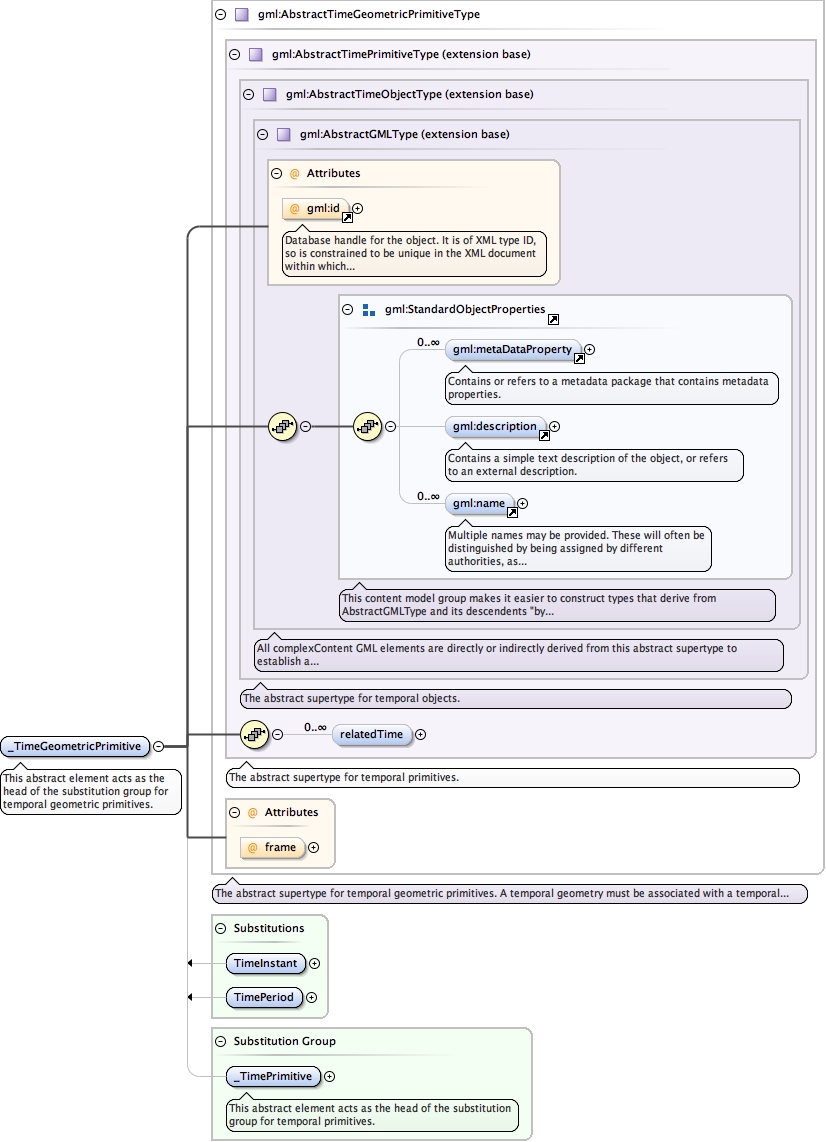 gml:AbstractTimeGeometricPrimitiveType
gml:AbstractTimePrimitiveType (extension base)
gml:AbstractTimeObjectType (extension base)
gml:AbstractGMLType (extension base)
@ Attributes
@ gml:id
Database handle for the object. It is of XML type ID,
so is constrained to be unique in the XML document
within which...
gml:StandardObjectProperties
0..∞
gml:metaDataProperty
Contains or refers to a metadata package that contains metadata
properties.
gml:description
Contains a simple text description of the object, or refers
to an external description.
0..∞
gml:name
Multiple names may be provided. These will often be
distinguished by being assigned by different
authorities, as...
This content model group makes it easier to construct types that derive from
AbstractGMLType and its descendents "by...
All complexContent GML elements are directly or indirectly derived from this abstract supertype to
establish a...
The abstract supertype for temporal objects.
0..∞
relatedTime
_TimeGeometricPrimitive
This abstract element acts as the
head of the substitution group for
temporal geometric primitives.
The abstract supertype for temporal primitives.
@ Attributes
@ frame
The abstract supertype for temporal geometric primitives. A temporal geometry must be associated with a temporal...
Substitutions
TimeInstant
TimePeriod
Substitution Group
_TimePrimitive
This abstract element acts as the head of the substitution
group for temporal primitives.